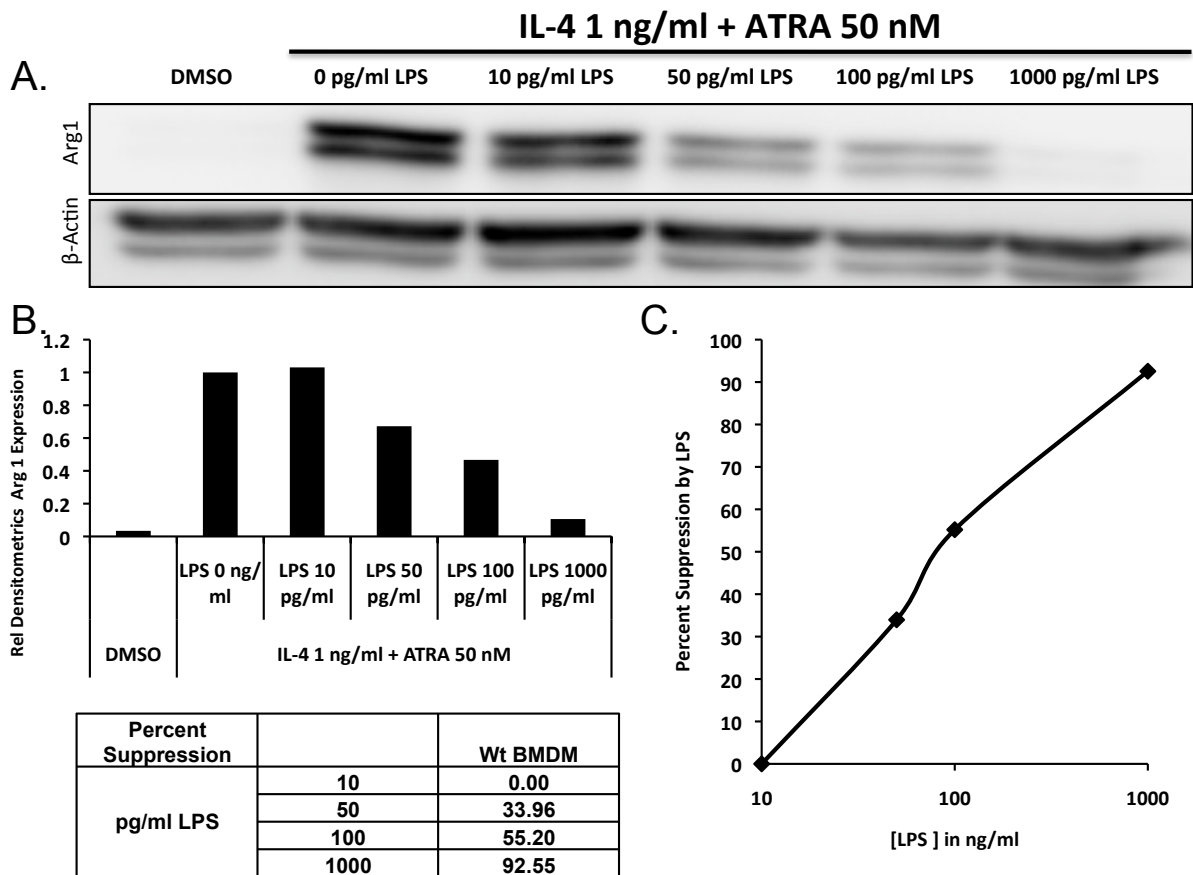 IL-4 1 ng/ml + ATRA 50 nM
A.
DMSO 0 pg/ml LPS 10 pg/ml LPS 50 pg/ml LPS 100 pg/ml LPS 1000 pg/ml LPS
Arg1
β-Actin
B.
Rel Densitometrics Arg 1 Expression
1.2
1
0.8
0.6
0.4
0.2
0
LPS 0 ng/ LPS 10 LPS 50 LPS 100 LPS 1000
ml pg/ml pg/ml pg/ml pg/ml
DMSO IL-4 1 ng/ml + ATRA 50 nM
Percent
Suppression Wt BMDM
pg/ml LPS
10 0.00
50 33.96
100 55.20
1000 92.55
C.
Percent Suppression by LPS
100
90
80
70
60
50
40
30
20
10
0
10 100 1000
[LPS ] in ng/ml